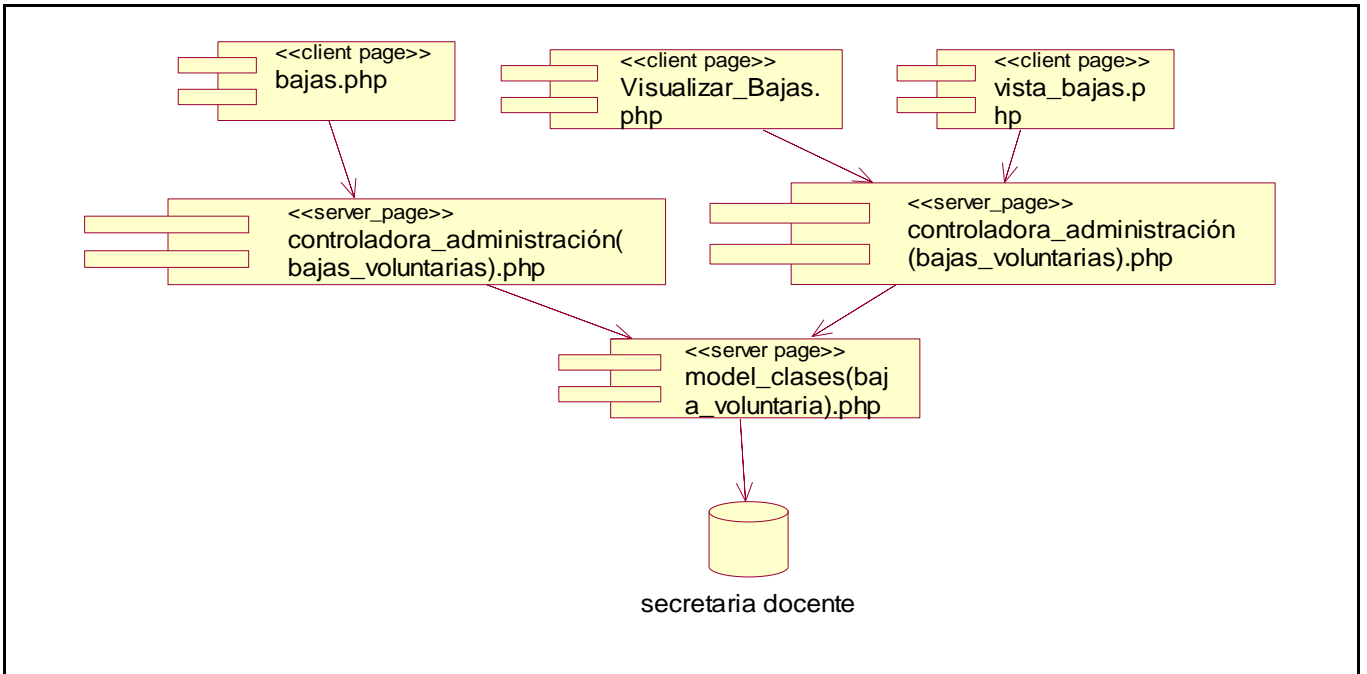 <<client page>>
bajas.php
<<client page>>
Visualizar_Bajas.
php
<<client page>>
vista_bajas.p
hp
<<server_page>>
controladora_administración(
bajas_voluntarias).php
<<server_page>>
controladora_administración
(bajas_voluntarias).php
<<server page>>
model_clases(baj
a_voluntaria).php
secretaria docente